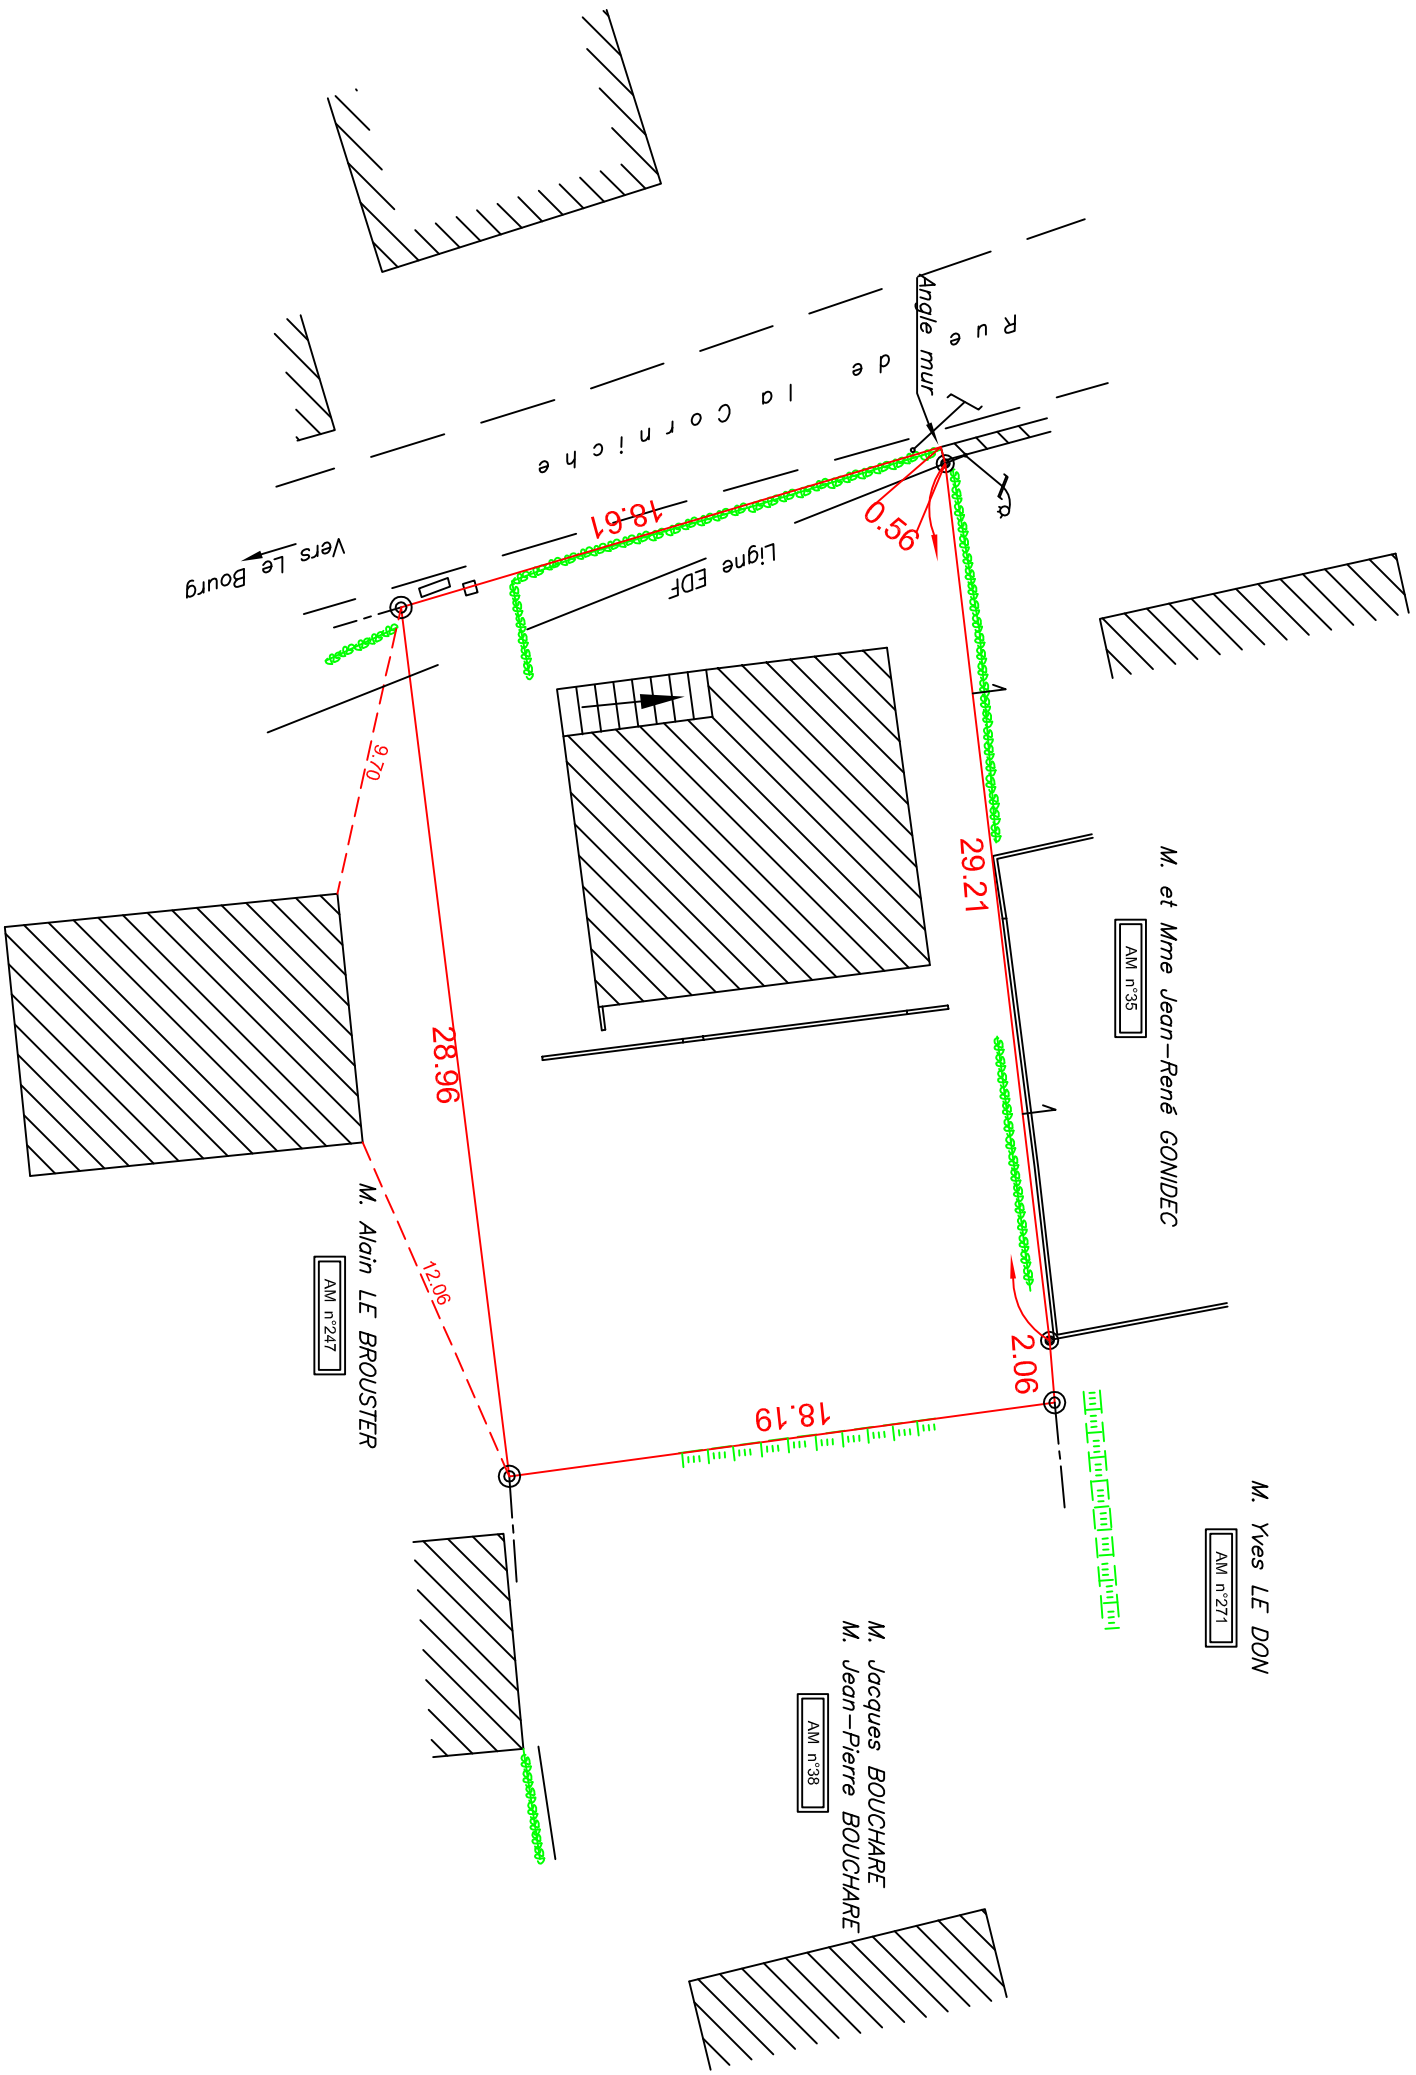 Rue de la Corniche
Angle mur
Vers Le Bourg
Ligne EDF
18.61
0.56
29.21
2.06
18.19
28.96
9.70
12.06
M. et Mme Jean-René GONIDEC
AM n°35
M. Yves LE DON
AM n°271
M. Jacques BOUCHARE
M. Jean-Pierre BOUCHARE
AM n°38
M. Alain LE BROUSTER
AM n°247